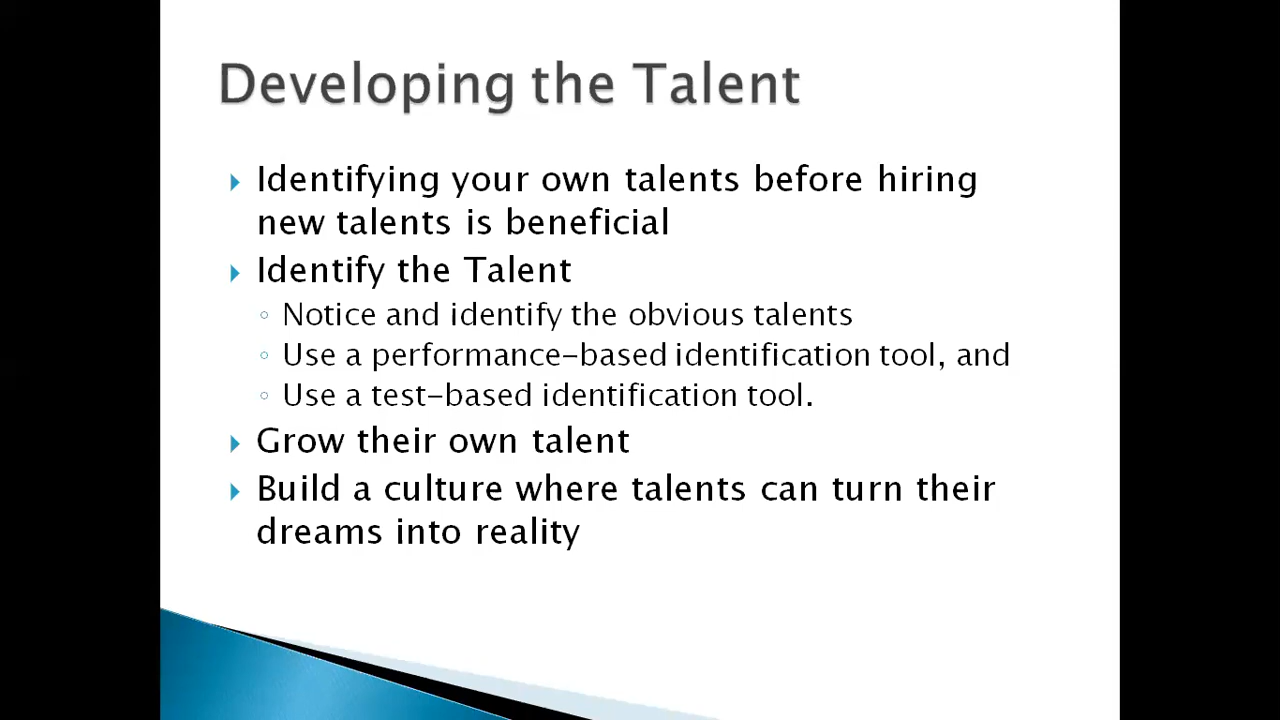 Developing the Talent
Identifying your own talents before hiring
new talents is beneficial
Identify the Talent
Notice and identify the obvious talents
Use a performance-based identification tool, and
Use a test-based identification tool.
Grow their own talent
Build a culture where talents can turn their
dreams into reality